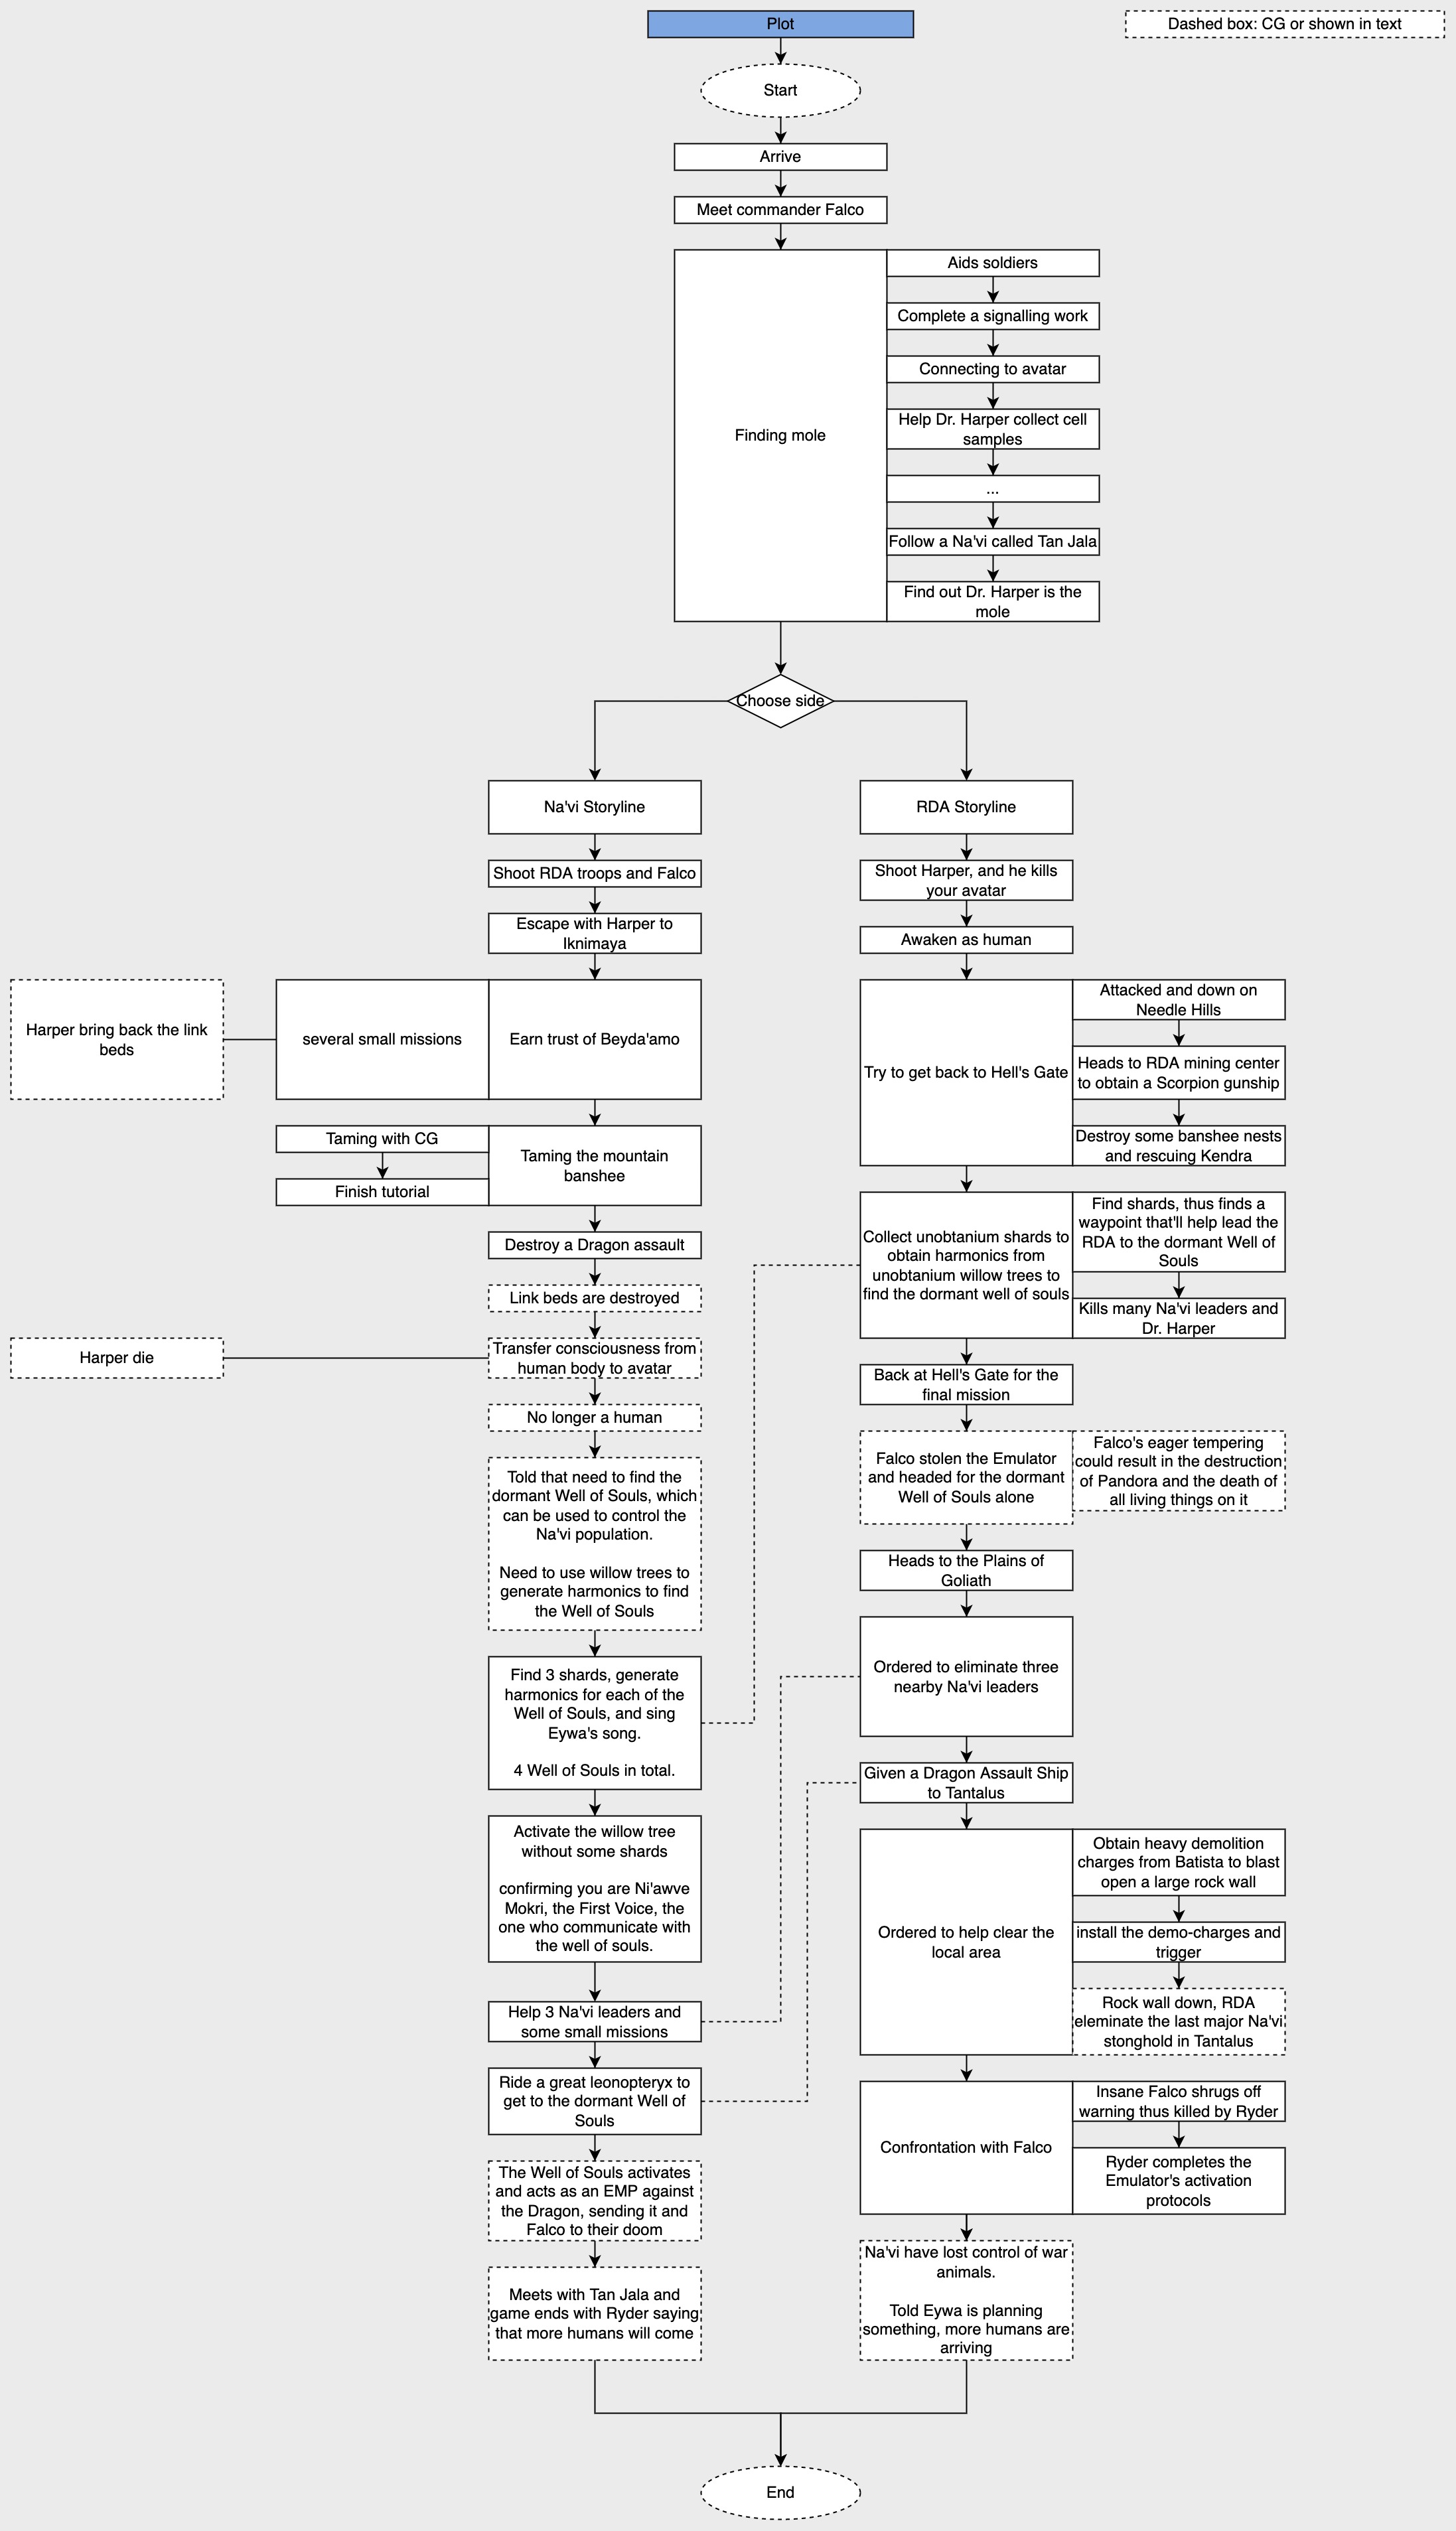 Plot
Dashed box: CG or shown in text
Start
Arrive
Meet commander Falco
Finding mole
Aids soldiers
Complete a signalling work
Connecting to avatar
Help Dr. Harper collect cell
samples
...
Follow a Na'vi called Tan Jala
Find out Dr. Harper is the
mole
Choose side
Na'vi Storyline
Shoot RDA troops and Falco
Escape with Harper to
Iknimaya
Harper bring back the link
beds
several small missions
Earn trust of Beyda'amo
Taming with CG
Finish tutorial
Taming the mountain
banshee
Destroy a Dragon assault
Link beds are destroyed
Harper die
Transfer consciousness from
human body to avatar
No longer a human
Told that need to find the
dormant Well of Souls, which
can be used to control the
Na'vi population.
Need to use willow trees to
generate harmonics to find
the Well of Souls
Find 3 shards, generate
harmonics for each of the
Well of Souls, and sing
Eywa's song.
4 Well of Souls in total.
Activate the willow tree
without some shards
confirming you are Ni'awve
Mokri, the First Voice, the
one who communicate with
the well of souls.
Help 3 Na'vi leaders and
some small missions
Ride a great leonopteryx to
get to the dormant Well of
Souls
The Well of Souls activates
and acts as an EMP against
the Dragon, sending it and
Falco to their doom
Meets with Tan Jala and
game ends with Ryder saying
that more humans will come
RDA Storyline
Shoot Harper, and he kills
your avatar
Awaken as human
Try to get back to Hell's Gate
Attacked and down on
Needle Hills
Heads to RDA mining center
to obtain a Scorpion gunship
Destroy some banshee nests
and rescuing Kendra
Collect unobtanium shards to
obtain harmonics from
unobtanium willow trees to
find the dormant well of souls
Find shards, thus finds a
waypoint that'll help lead the
RDA to the dormant Well of
Souls
Kills many Na'vi leaders and
Dr. Harper
Back at Hell's Gate for the
final mission
Falco stolen the Emulator
and headed for the dormant
Well of Souls alone
Falco's eager tempering
could result in the destruction
of Pandora and the death of
all living things on it
Heads to the Plains of
Goliath
Ordered to eliminate three
nearby Na'vi leaders
Given a Dragon Assault Ship
to Tantalus
Ordered to help clear the
local area
Obtain heavy demolition
charges from Batista to blast
open a large rock wall
install the demo-charges and
trigger
Rock wall down, RDA
eleminate the last major Na'vi
stonghold in Tantalus
Confrontation with Falco
Insane Falco shrugs off
warning thus killed by Ryder
Ryder completes the
Emulator's activation
protocols
Na'vi have lost control of war
animals.
Told Eywa is planning
something, more humans are
arriving
End